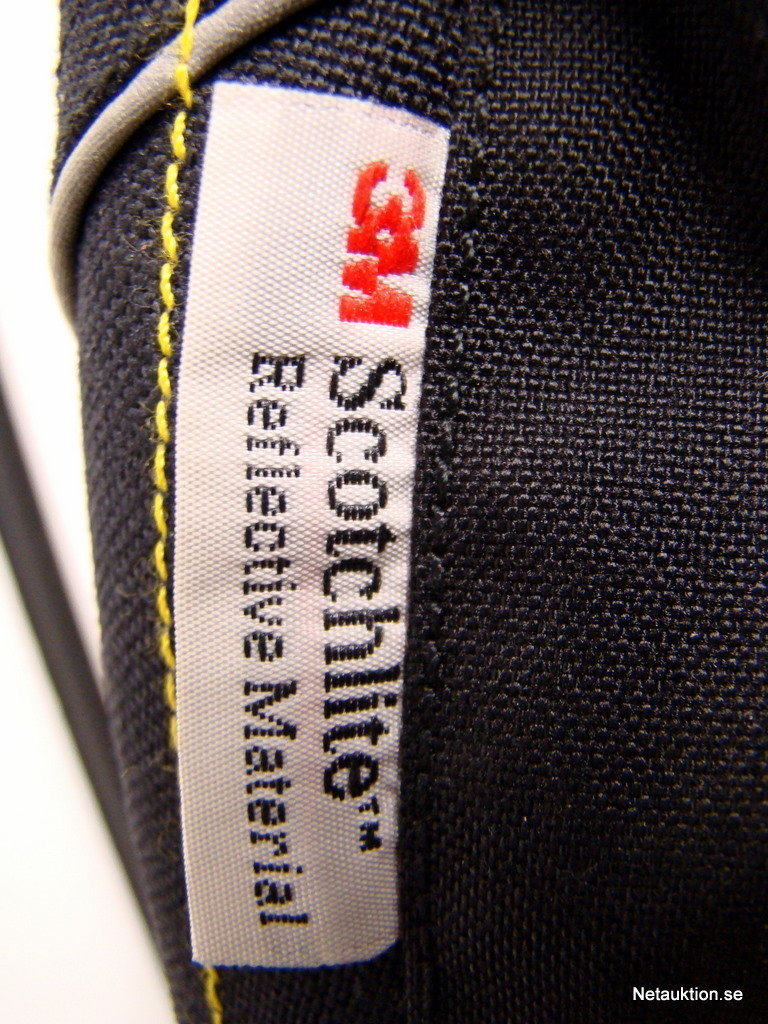 3M Scotchlite™
Reflective Material
Netauktion.se